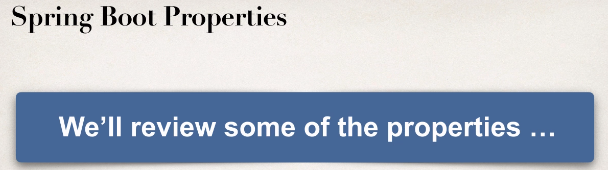 Spring Boot Properties
We’ll review some of the properties …